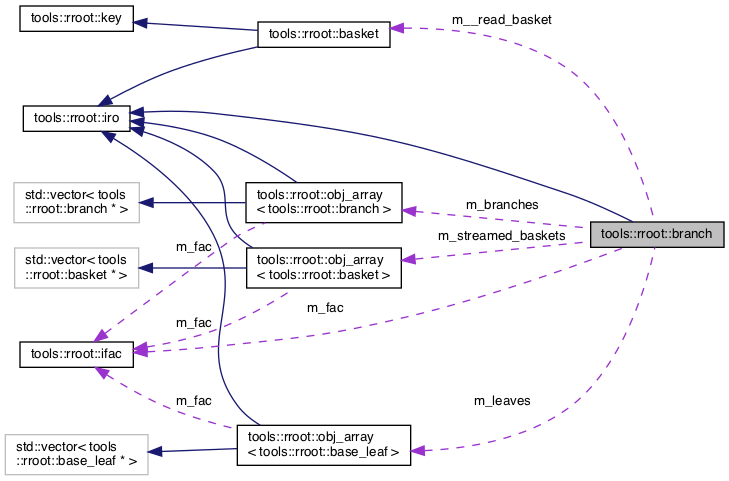 tools::rroot::key
m__read_basket
tools::rroot::basket
tools::rroot::iro
std::vector< tools
::rroot::branch * >
tools::rroot::obj_array
< tools::rroot::branch >
m_branches
m_streamed_baskets
tools::rroot::branch
m_fac
std::vector< tools
::rroot::basket * >
tools::rroot::obj_array
< tools::rroot::basket >
m_fac
m_fac
tools::rroot::ifac
m_fac
m_leaves
std::vector< tools
::rroot::base_leaf * >
tools::rroot::obj_array
< tools::rroot::base_leaf >